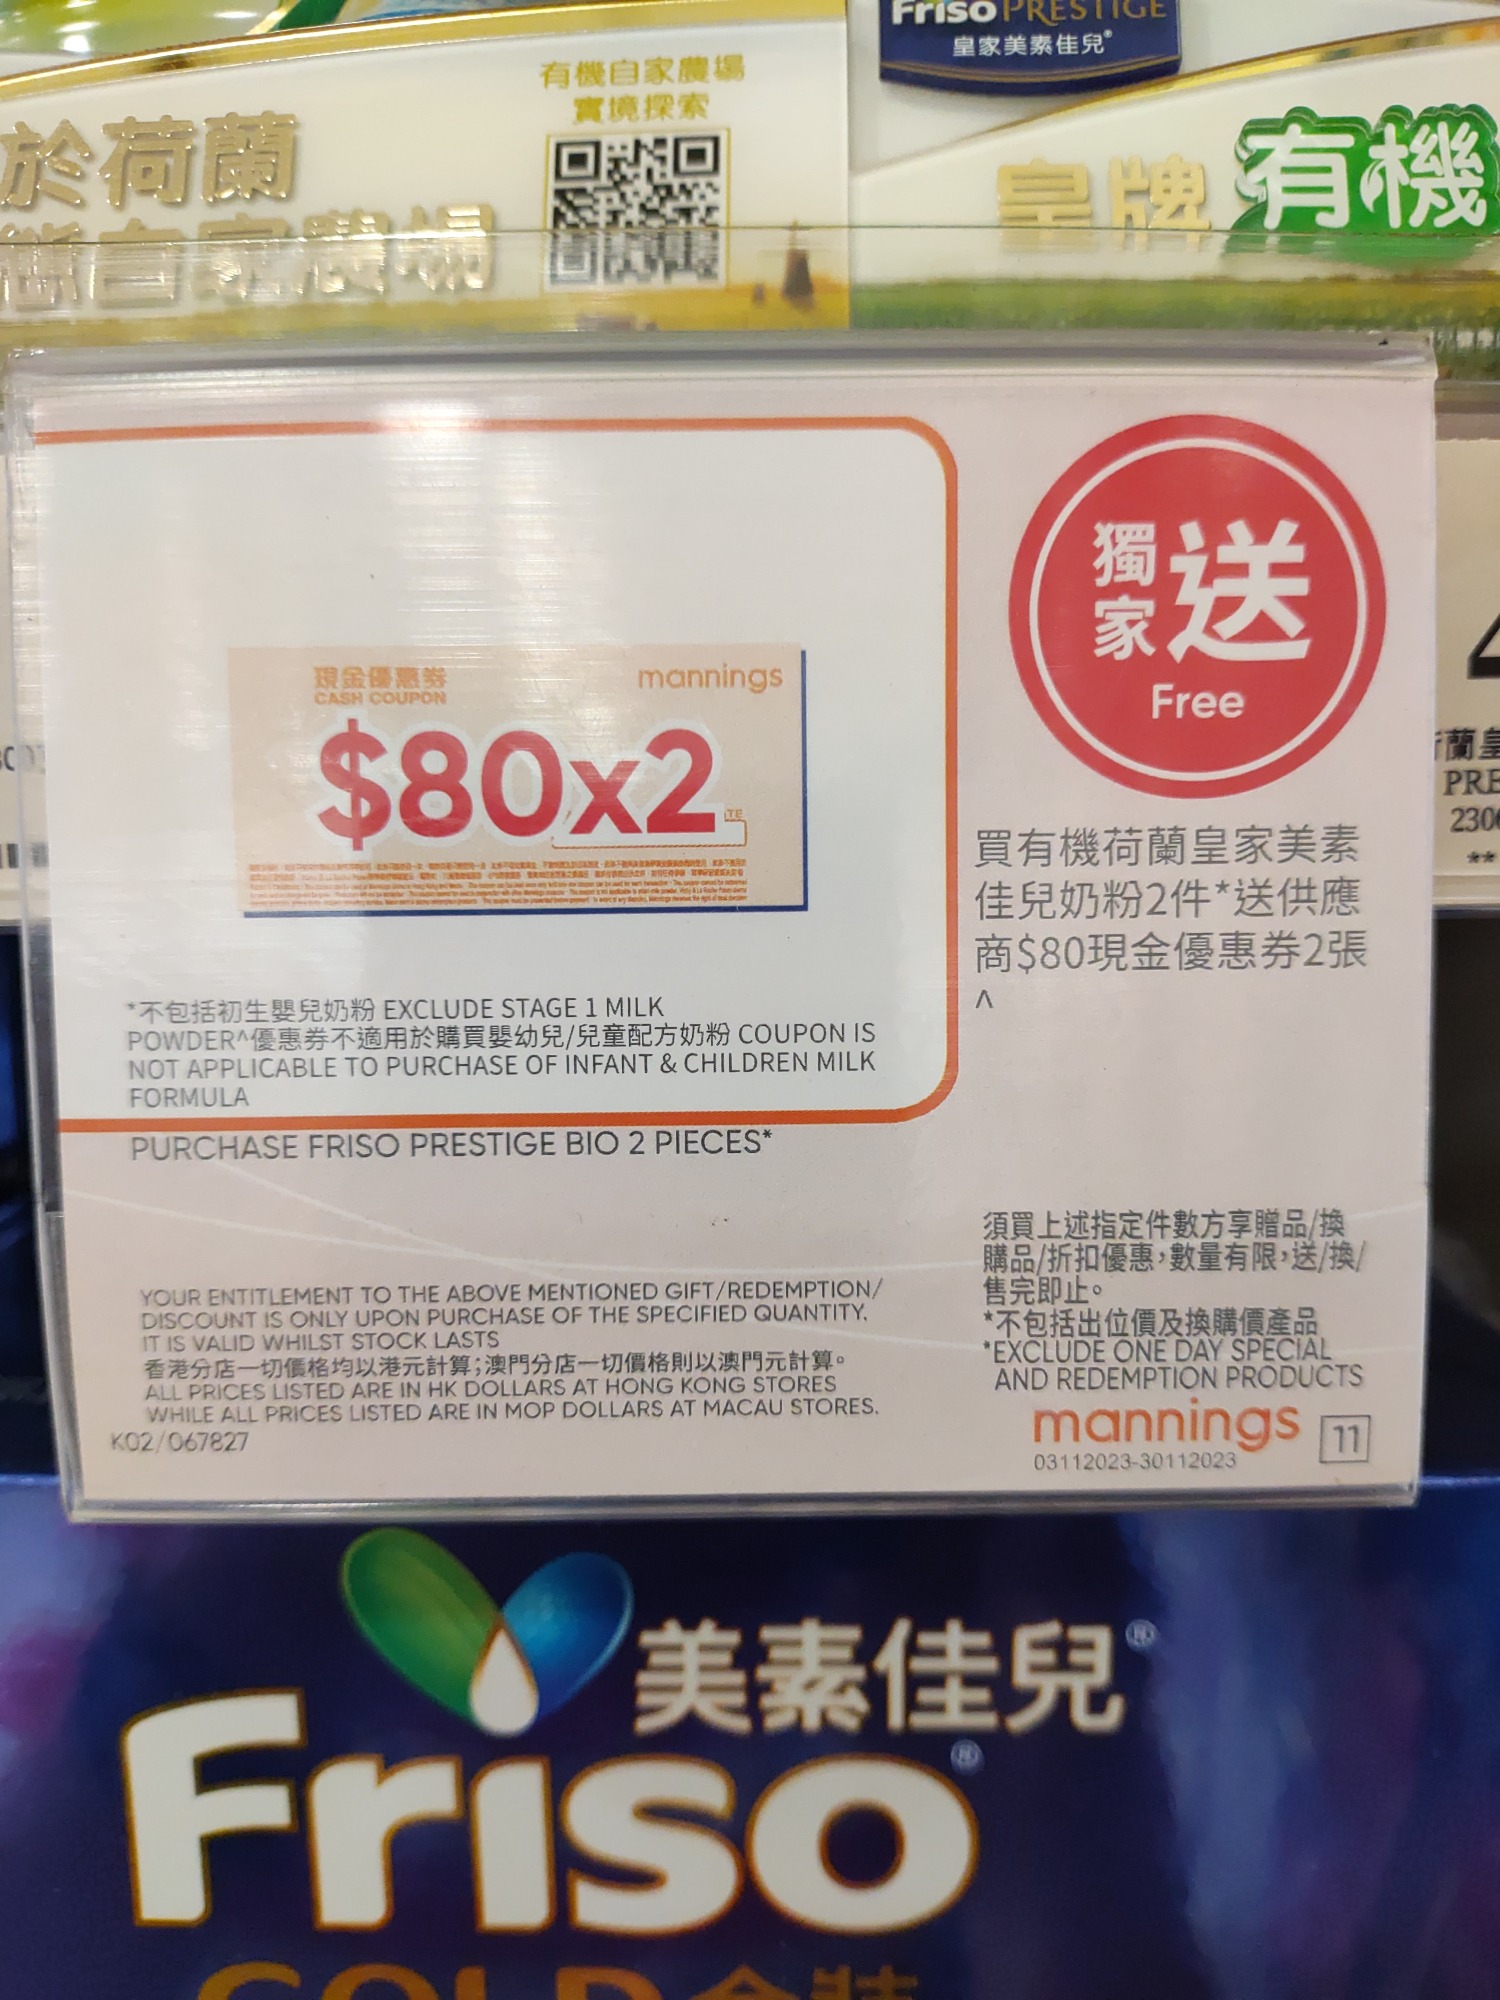 Friso PRESTIGE
皇家美素佳兒®
有機自家農場
實境探索
於荷蘭
自家農場
皇牌 有機
獨家 送
Free
現金優惠券
CASH COUPON
mannings
$80x2
買有機荷蘭皇家美素
佳兒奶粉2件*送供應
商$80現金優惠券2張
^
*不包括初生嬰兒奶粉 EXCLUDE STAGE 1 MILK
POWDER^優惠券不適用於購買嬰幼兒/兒童配方奶粉 COUPON IS
NOT APPLICABLE TO PURCHASE OF INFANT & CHILDREN MILK
FORMULA
PURCHASE FRISO PRESTIGE BIO 2 PIECES*
須買上述指定件數方享贈品/換
購品/折扣優惠，數量有限，送/換/
售完即止。
*不包括出位價及換購價產品
*EXCLUDE ONE DAY SPECIAL
AND REDEMPTION PRODUCTS
YOUR ENTITLEMENT TO THE ABOVE MENTIONED GIFT/REDEMPTION/
DISCOUNT IS ONLY UPON PURCHASE OF THE SPECIFIED QUANTITY.
IT IS VALID WHILST STOCK LASTS
香港分店一切價格均以港元計算;澳門分店一切價格則以澳門元計算。
ALL PRICES LISTED ARE IN HK DOLLARS AT HONG KONG STORES
WHILE ALL PRICES LISTED ARE IN MOP DOLLARS AT MACAU STORES.
K02/067827
mannings 11
03112023-30112023
蘭皇
PRE
230
**
美素佳兒®
Friso®
GOLD 金裝